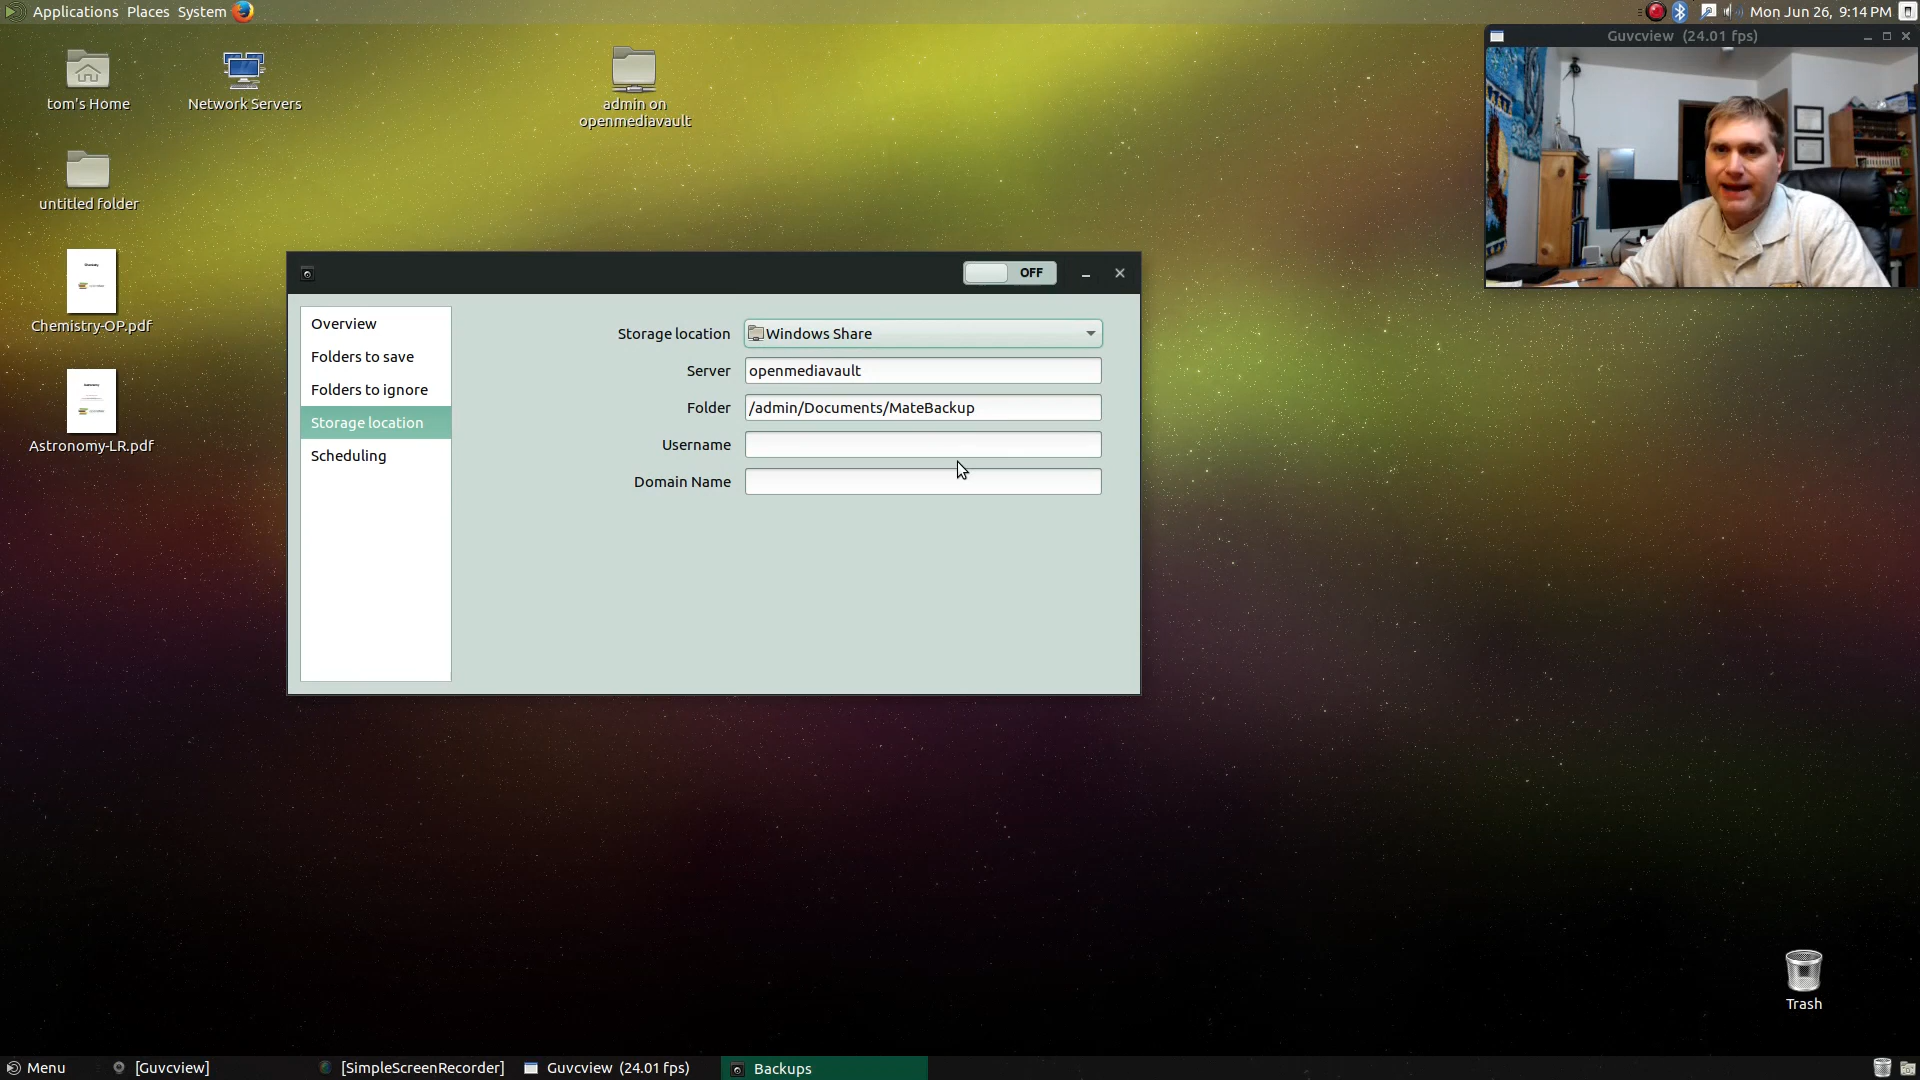 Applications Places System
Mon Jun 26, 9:14 PM
Guvcview (24.01 fps)
tom's Home
Network Servers
admin on
openmediavault
untitled folder
Chemistry-OP.pdf
Astronomy-LR.pdf
OFF
Overview
Folders to save
Folders to ignore
Storage location
Scheduling
Storage location Windows Share
Server openmediavault
Folder /admin/Documents/MateBackup
Username
Domain Name
Trash
Menu [Guvcview] [SimpleScreenRecorder] Guvcview (24.01 fps) Backups